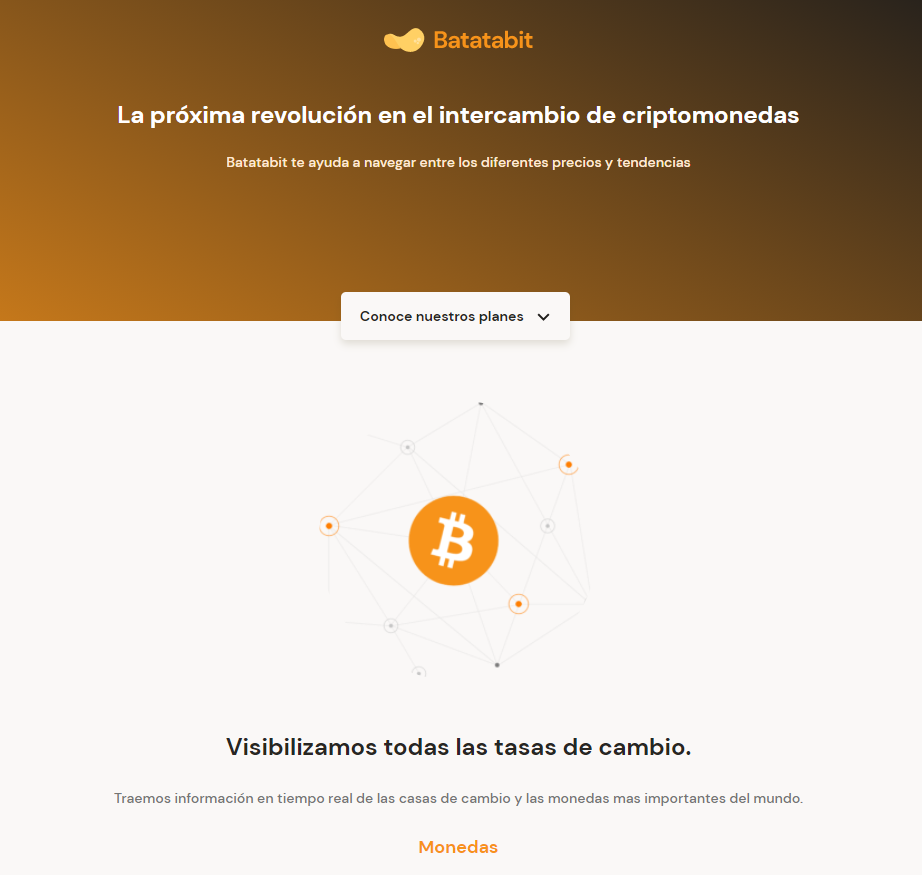 Batatabit
La próxima revolución en el intercambio de criptomonedas
Batatabit te ayuda a navegar entre los diferentes precios y tendencias
Conoce nuestros planes
Visibilizamos todas las tasas de cambio.
Traemos información en tiempo real de las casas de cambio y las monedas mas importantes del mundo.
Monedas